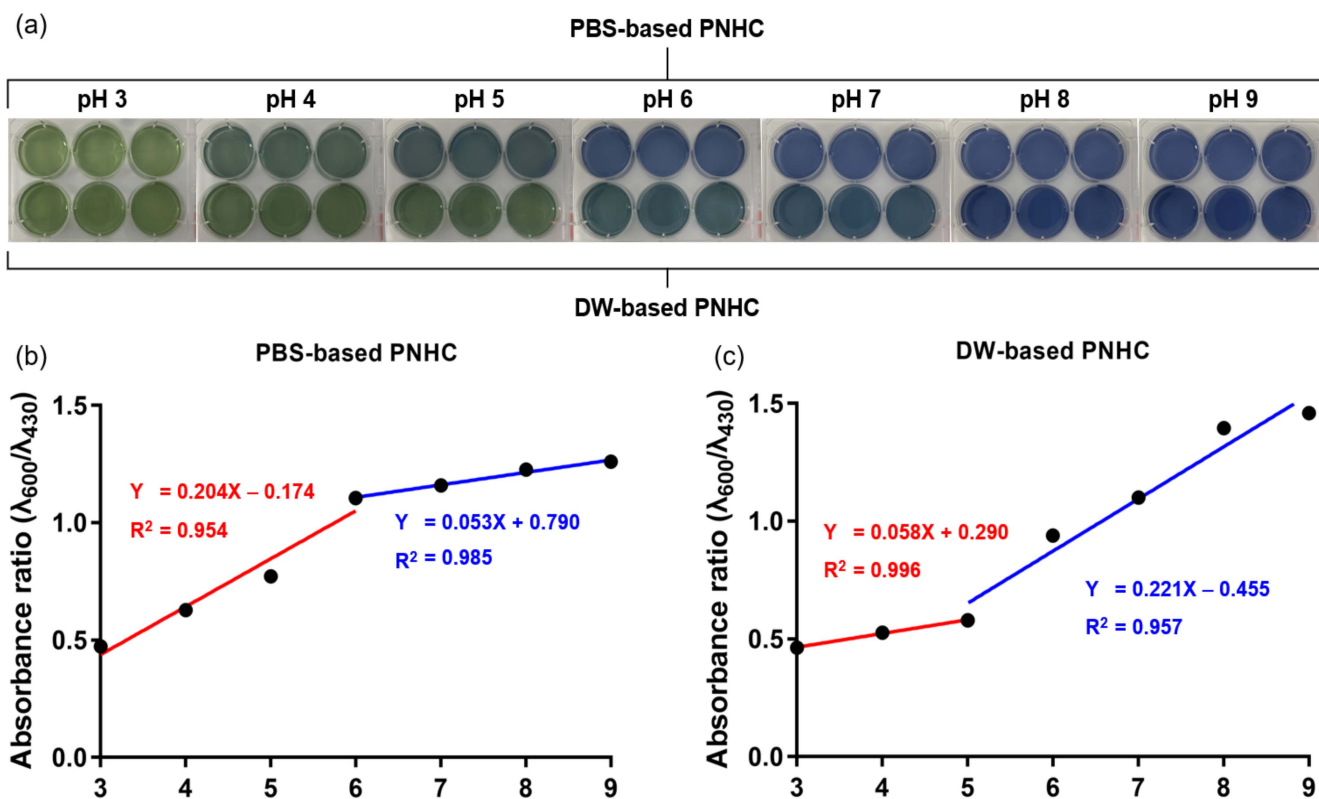 (a)
PBS-based PNHC
pH 3 pH 4 pH 5 pH 6 pH 7 pH 8 pH 9
DW-based PNHC
(b)
PBS-based PNHC
Absorbance ratio (λ600/λ430)
1.5
1.0
0.5
0.0
Y = 0.204X – 0.174
R² = 0.954
Y = 0.053X + 0.790
R² = 0.985
3 4 5 6 7 8 9
(c)
DW-based PNHC
Absorbance ratio (λ600/λ430)
1.5
1.0
0.5
0.0
Y = 0.058X + 0.290
R² = 0.996
Y = 0.221X – 0.455
R² = 0.957
3 4 5 6 7 8 9